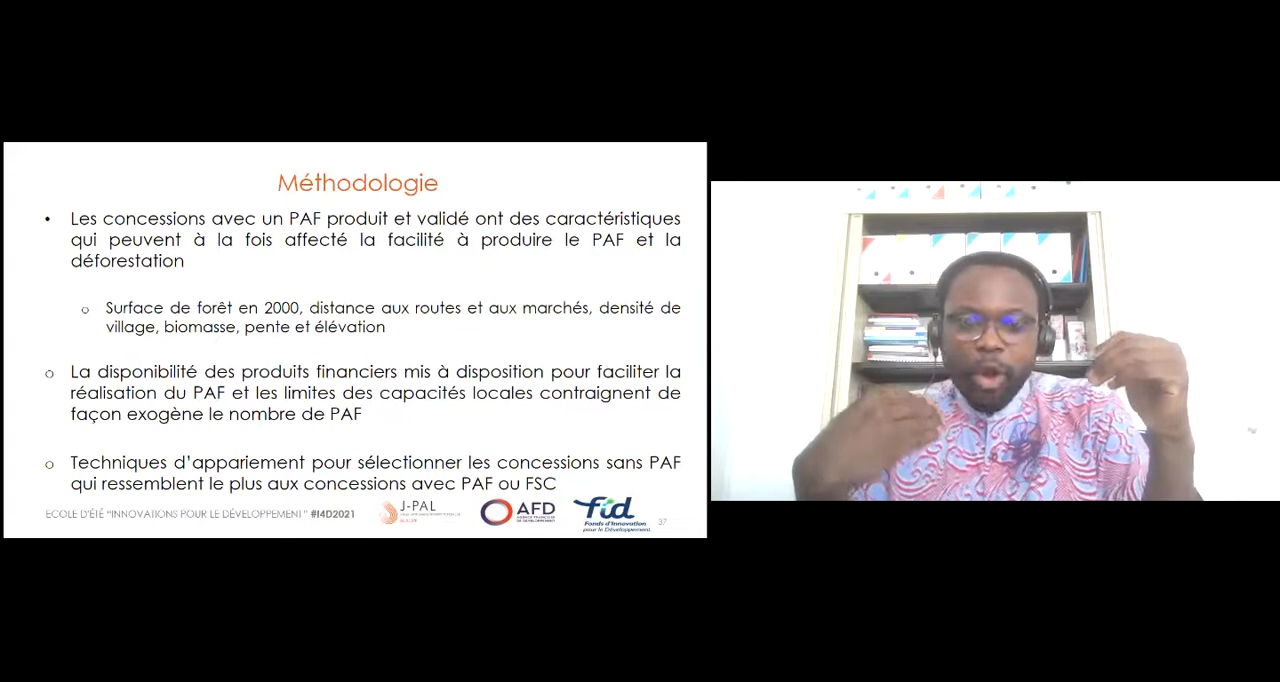 Méthodologie
• Les concessions avec un PAF produit et validé ont des caractéristiques
qui peuvent à la fois affecté la facilité à produire le PAF et la
déforestation
o Surface de forêt en 2000, distance aux routes et aux marchés, densité de
village, biomasse, pente et élévation
o La disponibilité des produits financiers mis à disposition pour faciliter la
réalisation du PAF et les limites des capacités locales contraignent de
façon exogène le nombre de PAF
o Techniques d'appariement pour sélectionner les concessions sans PAF
qui ressemblent le plus aux concessions avec PAF ou FSC
ECOLE D'ÉTÉ "INNOVATIONS POUR LE DÉVELOPPEMENT" #I4D2021
J-PAL
AFD
AGENCE FRANÇAISE
DE DÉVELOPPEMENT
fid
Fonds d'Innovation
pour le Développement
37